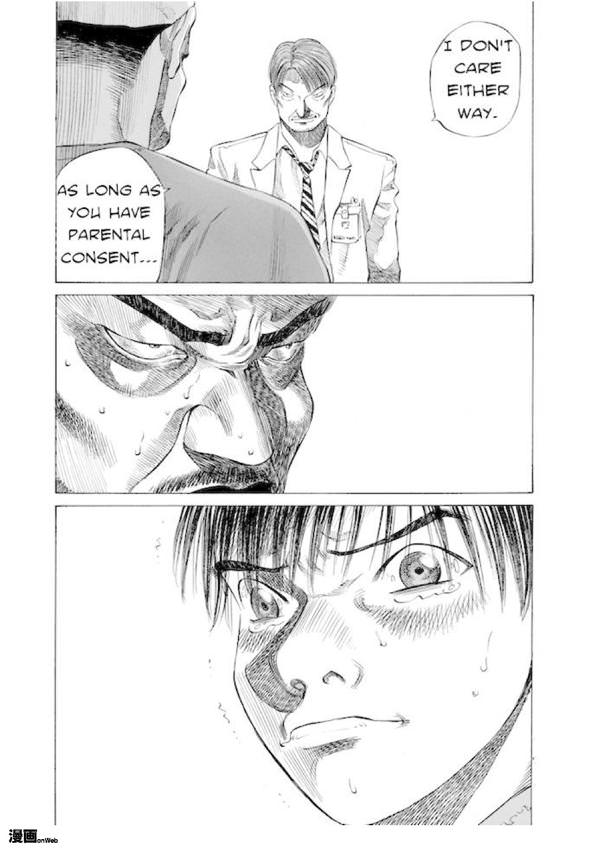 I DON'T
CARE
EITHER
WAY.
AS LONG AS
YOU HAVE
PARENTAL
CONSENT---
漫画onWeb